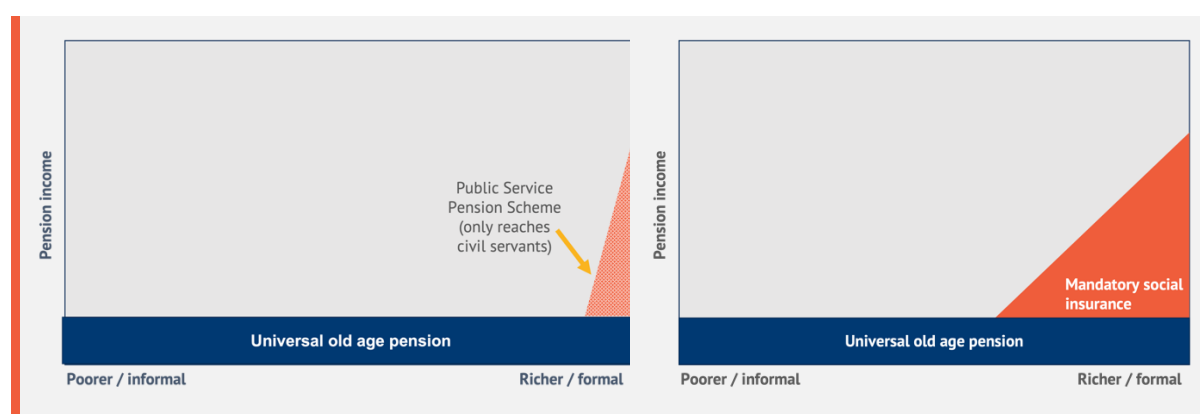 Pension income
Public Service
Pension Scheme
(only reaches
civil servants)
Universal old age pension
Poorer / informal
Richer / formal
Pension income
Mandatory social
insurance
Universal old age pension
Poorer / informal
Richer / formal